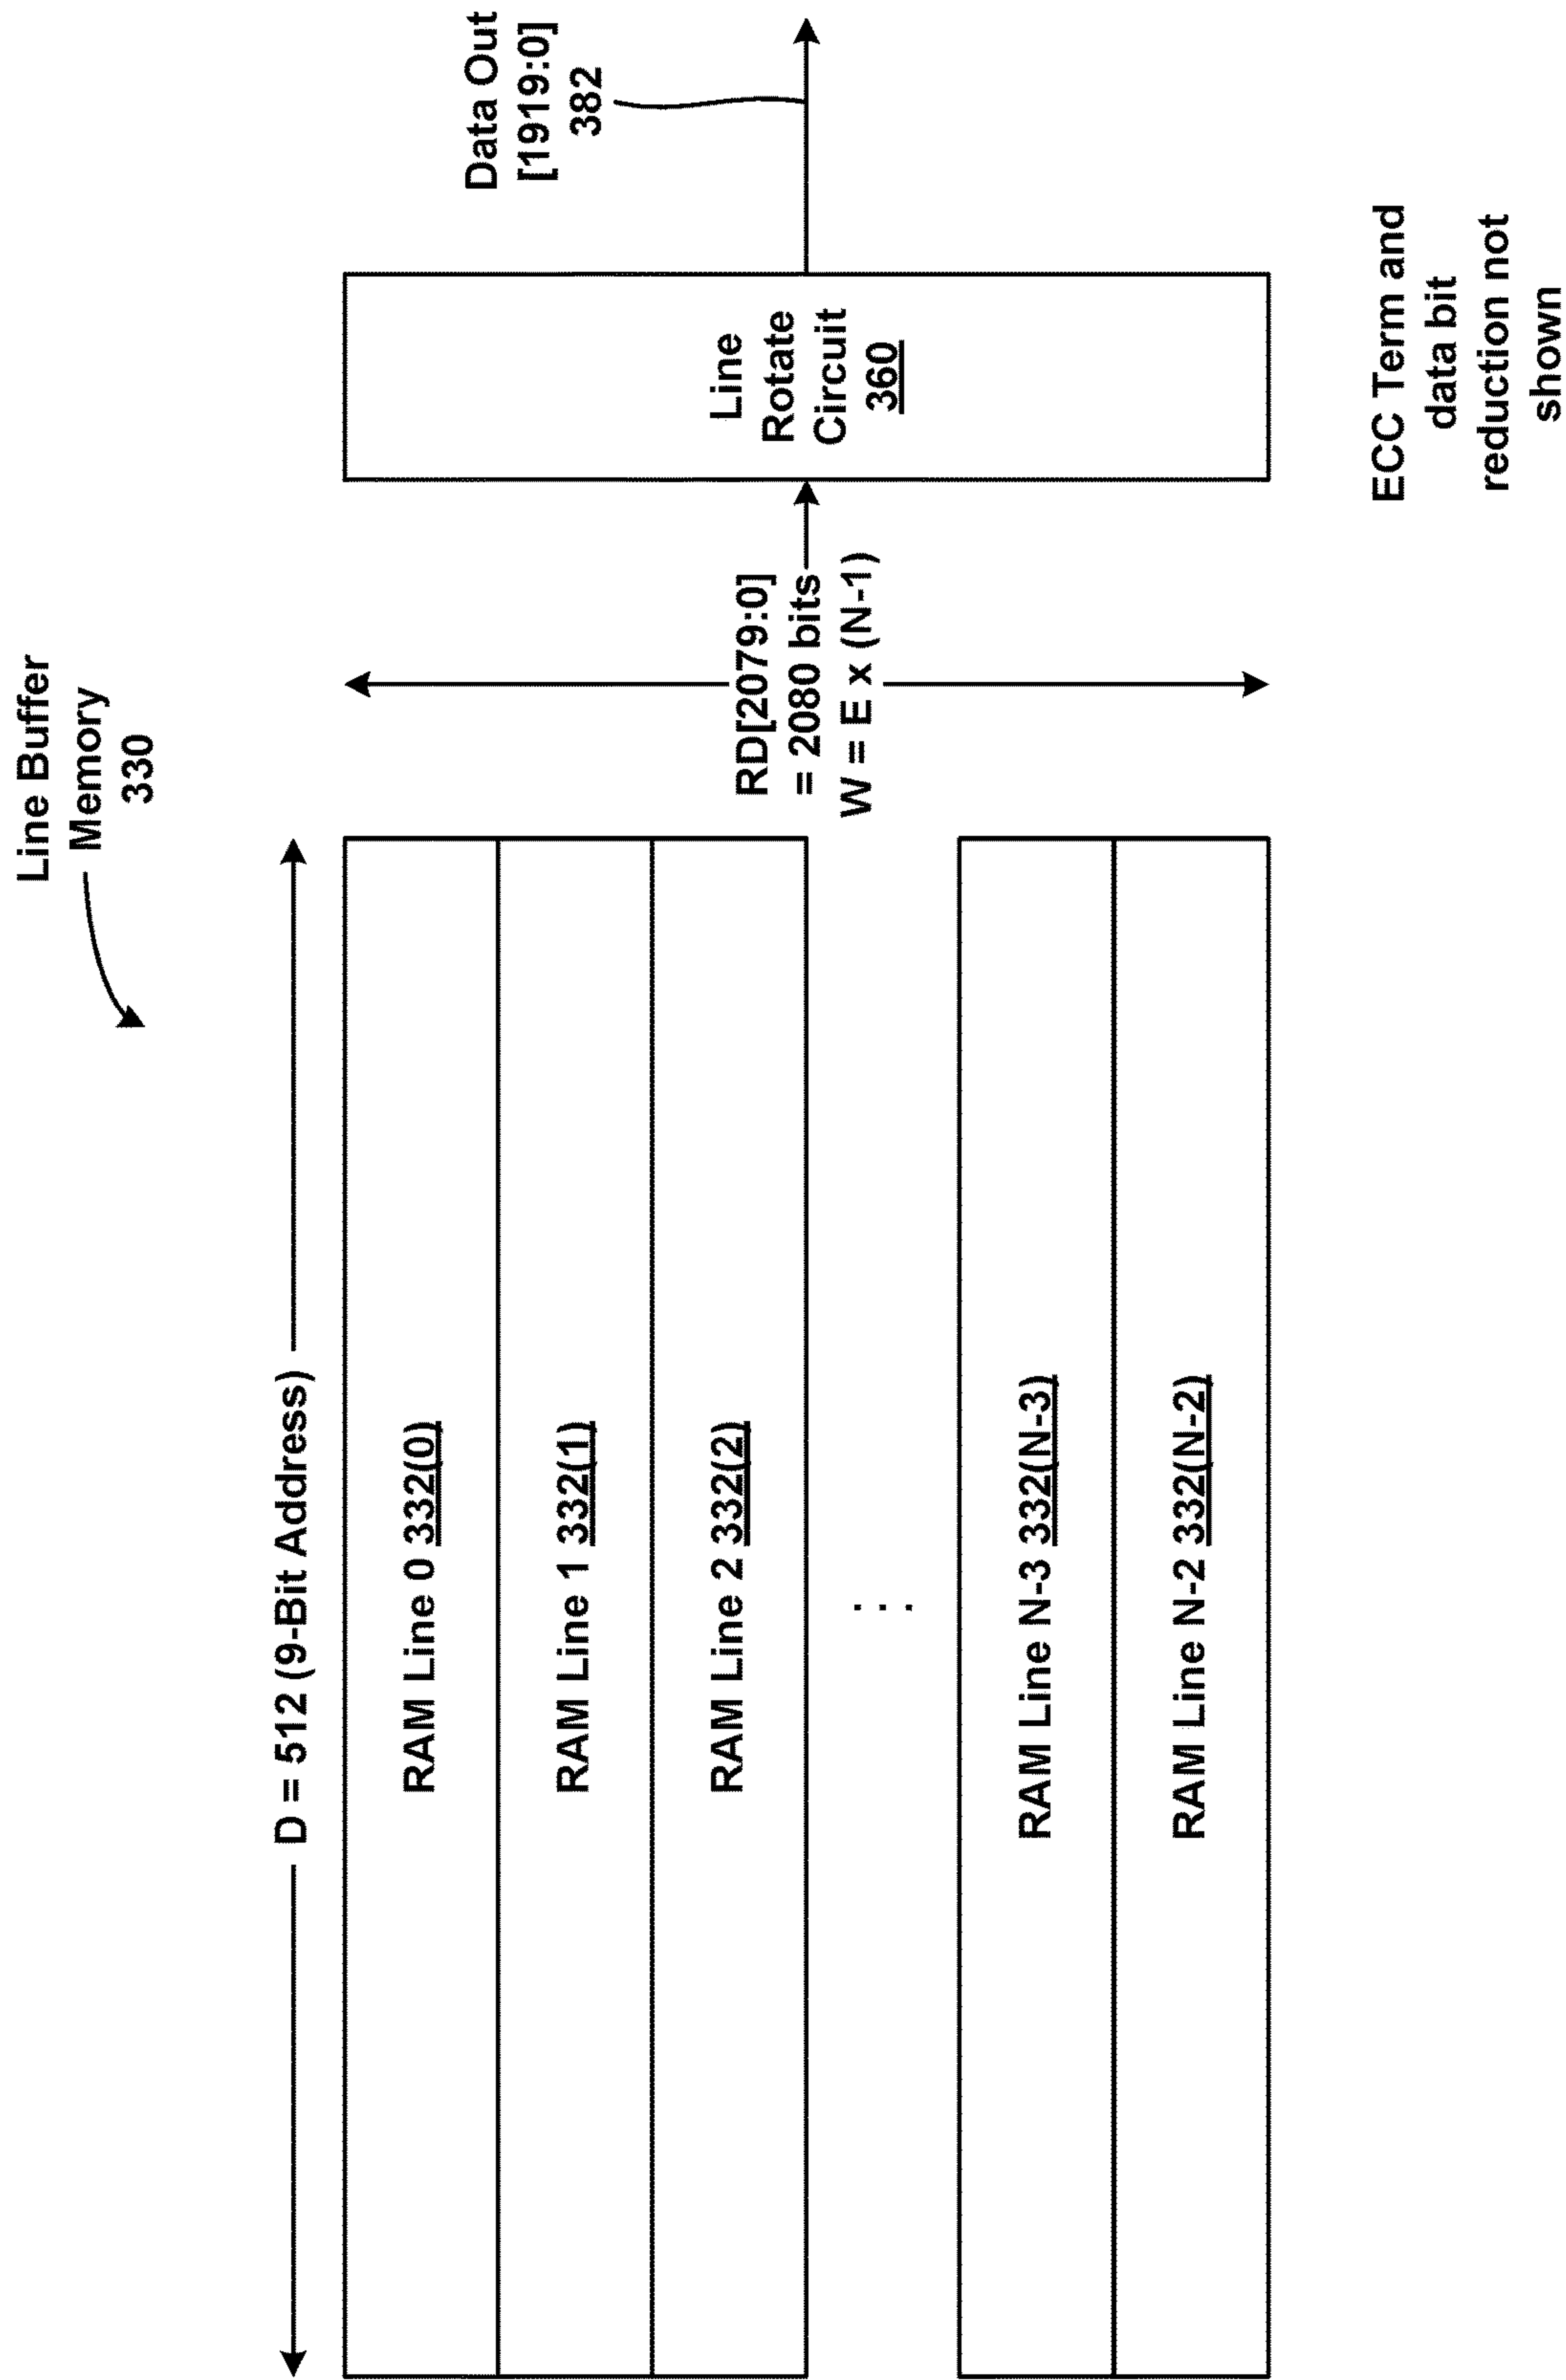 Line Buffer
Memory
330
D = 512 (9-Bit Address)
RAM Line 0 332(0)
RAM Line 1 332(1)
RAM Line 2 332(2)
. . .
RAM Line N-3 332(N-3)
RAM Line N-2 332(N-2)
RD[2079:0]
= 2080 bits
W = E x (N-1)
Line
Rotate
Circuit
360
Data Out
[1919:0]
382
ECC Term and
data bit
reduction not
shown